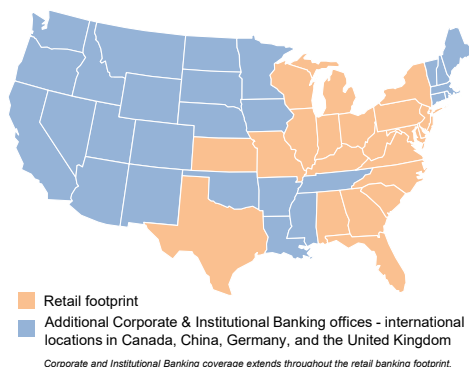 Retail footprint
Additional Corporate & Institutional Banking offices - international
locations in Canada, China, Germany, and the United Kingdom
Corporate and Institutional Banking coverage extends throughout the retail banking footprint.